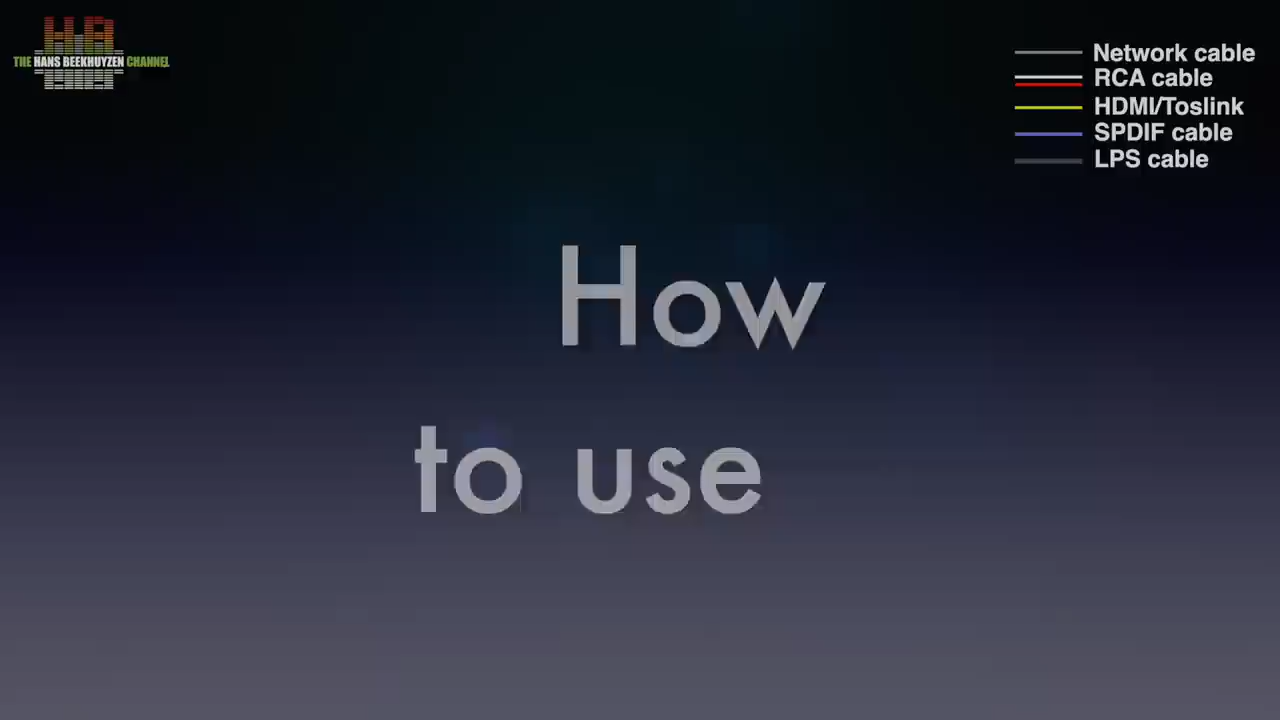 THE HANS BEEKHUYZEN CHANNEL
Network cable
RCA cable
HDMI/Toslink
SPDIF cable
LPS cable
How
to use